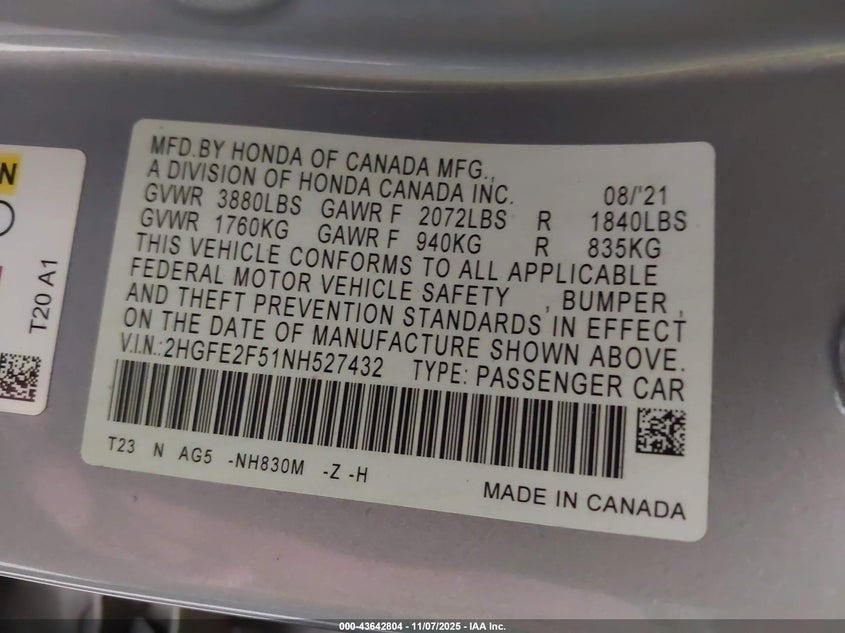 MFD.BY HONDA OF CANADA MFG.,
A DIVISION OF HONDA CANADA INC. 08/'21
GVWR 3880LBS GAWR F 2072LBS R 1840LBS
GVWR 1760KG GAWR F 940KG R 835KG
THIS VEHICLE CONFORMS TO ALL APPLICABLE
FEDERAL MOTOR VEHICLE SAFETY , BUMPER ,
AND THEFT PREVENTION STANDARDS IN EFFECT
ON THE DATE OF MANUFACTURE SHOWN ABOVE.
V.I.N.:2HGFE2F51NH527432 TYPE: PASSENGER CAR
T23 N AG5 -NH830M -Z -H
MADE IN CANADA
N
T20 A1
000-43642804 - 11/07/2025 - IAA Inc.